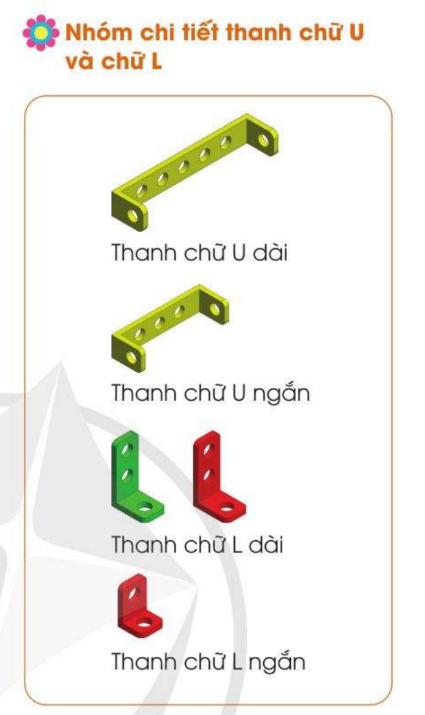 Nhóm chi tiết thanh chữ U
và chữ L
Thanh chữ U dài
Thanh chữ U ngắn
Thanh chữ L dài
Thanh chữ L ngắn